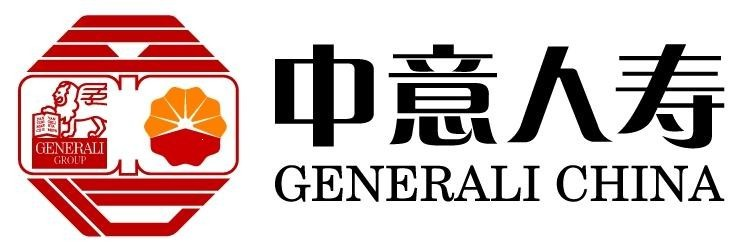 GENERALI
GROUP
中意人寿
GENERALI CHINA